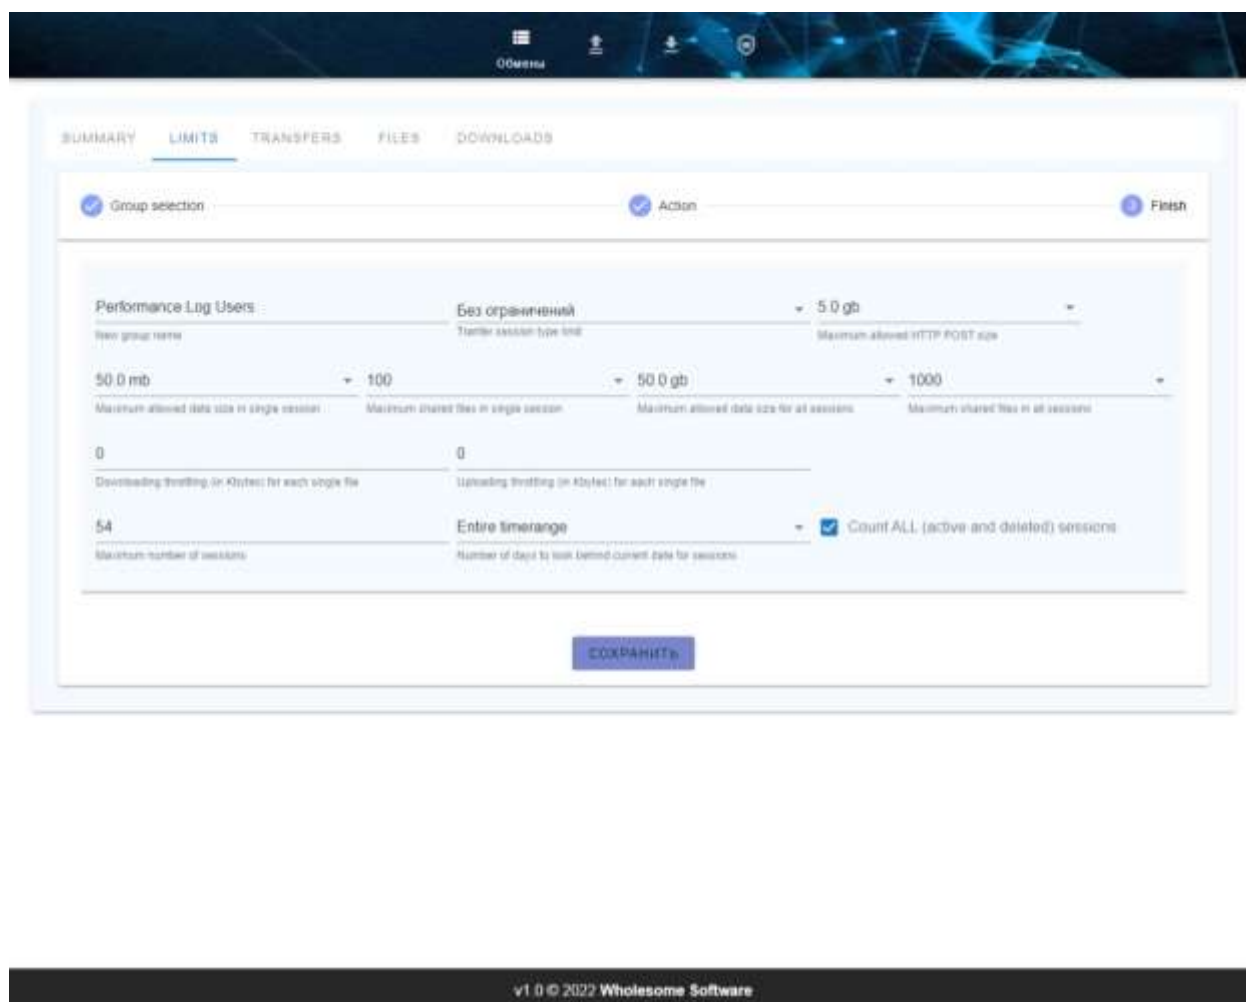 Обмены
SUMMARY LIMITS TRANSFERS FILES DOWNLOADS
Group selection Action 3 Finish
Performance Log Users Без ограничений 5.0 gb
New group name Tranfer session type limit Maximum allowed HTTP POST size
50.0 mb 100 50.0 gb 1000
Maximum allowed data size in single session Maximum shared files in single session Maximum allowed data size for all sessions Maximum shared files in all sessions
0 0
Downloading throttling (in Kbytes) for each single file Uploading throttling (in Kbytes) for each single file
54 Entire timerange Count ALL (active and deleted) sessions
Maximum number of sessions Number of days to look behind current date for sessions
СОХРАНИТЬ
v1.0 © 2022 Wholesome Software